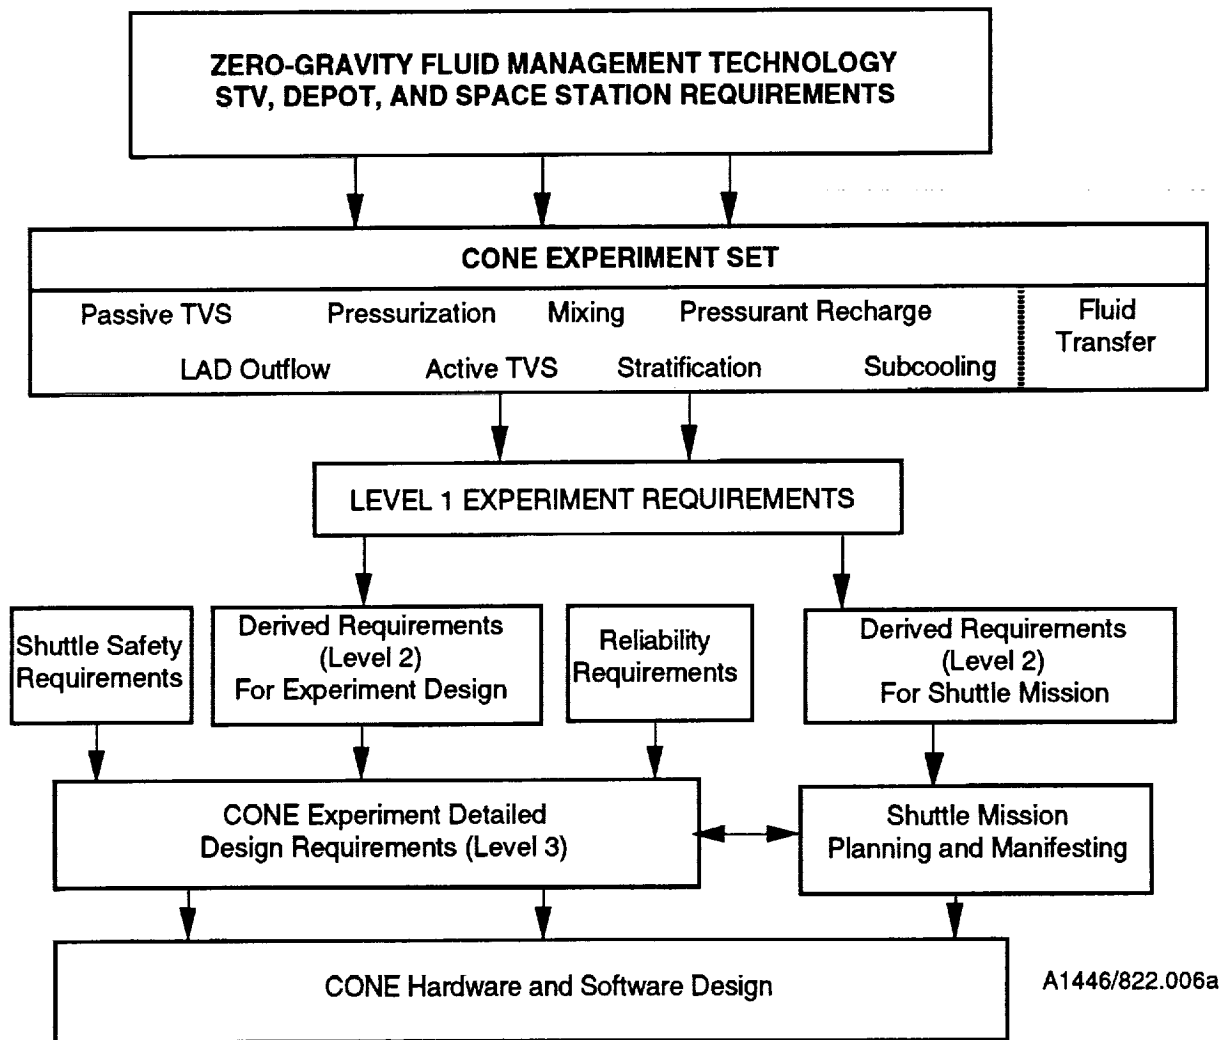 ZERO-GRAVITY FLUID MANAGEMENT TECHNOLOGY
STV, DEPOT, AND SPACE STATION REQUIREMENTS
CONE EXPERIMENT SET
Passive TVS Pressurization Mixing Pressurant Recharge
LAD Outflow Active TVS Stratification Subcooling
Fluid
Transfer
LEVEL 1 EXPERIMENT REQUIREMENTS
Shuttle Safety
Requirements
Derived Requirements
(Level 2)
For Experiment Design
Reliability
Requirements
Derived Requirements
(Level 2)
For Shuttle Mission
CONE Experiment Detailed
Design Requirements (Level 3)
Shuttle Mission
Planning and Manifesting
CONE Hardware and Software Design
A1446/822.006a